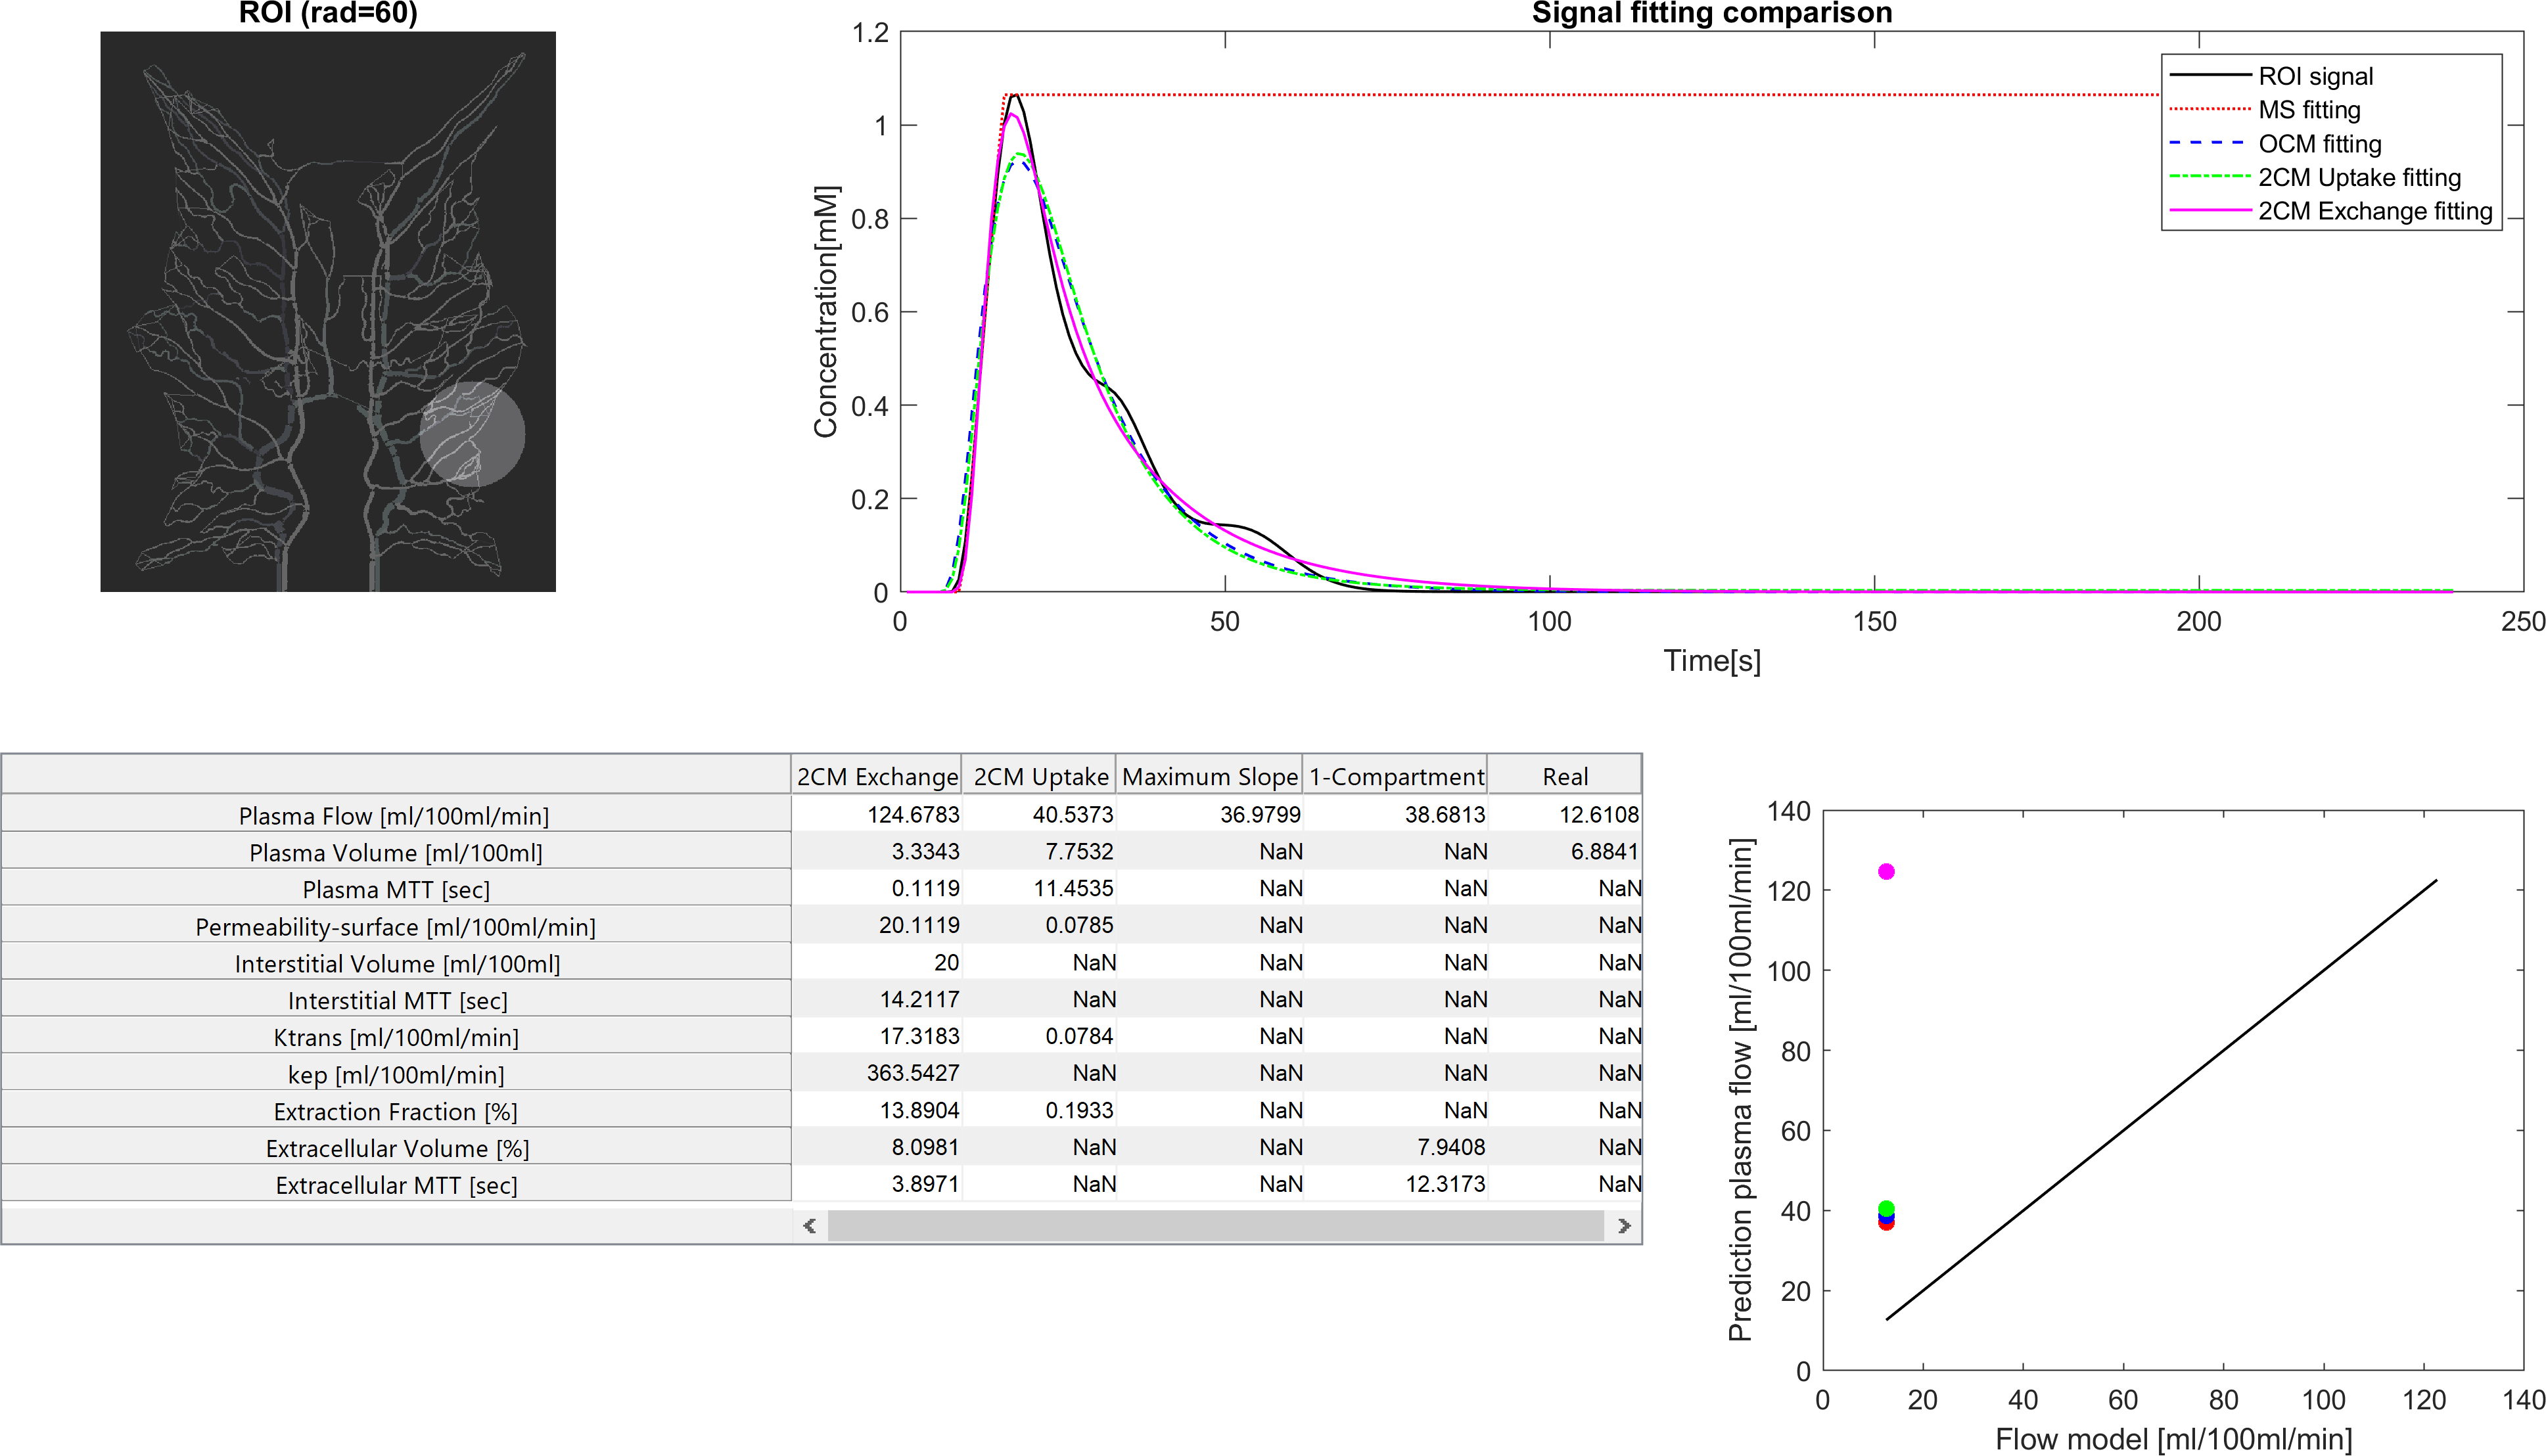 ROI (rad=60)
Signal fitting comparison
1.2
1
0.8
0.6
0.4
0.2
0
Concentration[mM]
0 50 100 150 200 250
Time[s]
ROI signal
MS fitting
OCM fitting
2CM Uptake fitting
2CM Exchange fitting
2CM Exchange 2CM Uptake Maximum Slope 1-Compartment Real
Plasma Flow [ml/100ml/min] 124.6783 40.5373 36.9799 38.6813 12.6108
Plasma Volume [ml/100ml] 3.3343 7.7532 NaN NaN 6.8841
Plasma MTT [sec] 0.1119 11.4535 NaN NaN NaN
Permeability-surface [ml/100ml/min] 20.1119 0.0785 NaN NaN NaN
Interstitial Volume [ml/100ml] 20 NaN NaN NaN NaN
Interstitial MTT [sec] 14.2117 NaN NaN NaN NaN
Ktrans [ml/100ml/min] 17.3183 0.0784 NaN NaN NaN
kep [ml/100ml/min] 363.5427 NaN NaN NaN NaN
Extraction Fraction [%] 13.8904 0.1933 NaN NaN NaN
Extracellular Volume [%] 8.0981 NaN NaN 7.9408 NaN
Extracellular MTT [sec] 3.8971 NaN NaN 12.3173 NaN
140
120
100
80
60
40
20
0
Prediction plasma flow [ml/100ml/min]
0 20 40 60 80 100 120 140
Flow model [ml/100ml/min]